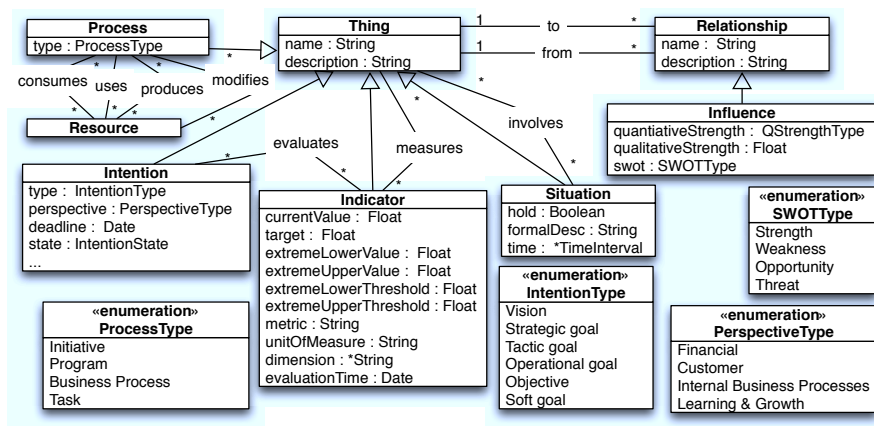 Process
type : ProcessType
Thing
name : String
description : String
1
to
*
1
from
*
Relationship
name : String
description : String
consumes
*
uses
*
produces
*
modifies
*
*
*
*
*
Resource
Influence
quantiativeStrength : QStrengthType
qualitativeStrength : Float
swot : SWOTType
evaluates
*
*
measures
*
*
involves
*
*
Intention
type : IntentionType
perspective : PerspectiveType
deadline : Date
state : IntentionState
...
Indicator
currentValue : Float
target : Float
extremeLowerValue : Float
extremeUpperValue : Float
extremeLowerThreshold : Float
extremeUpperThreshold : Float
metric : String
unitOfMeasure : String
dimension : *String
evaluationTime : Date
Situation
hold : Boolean
formalDesc : String
time : *TimeInterval
«enumeration»
SWOTType
Strength
Weakness
Opportunity
Threat
«enumeration»
ProcessType
Initiative
Program
Business Process
Task
«enumeration»
IntentionType
Vision
Strategic goal
Tactic goal
Operational goal
Objective
Soft goal
«enumeration»
PerspectiveType
Financial
Customer
Internal Business Processes
Learning & Growth